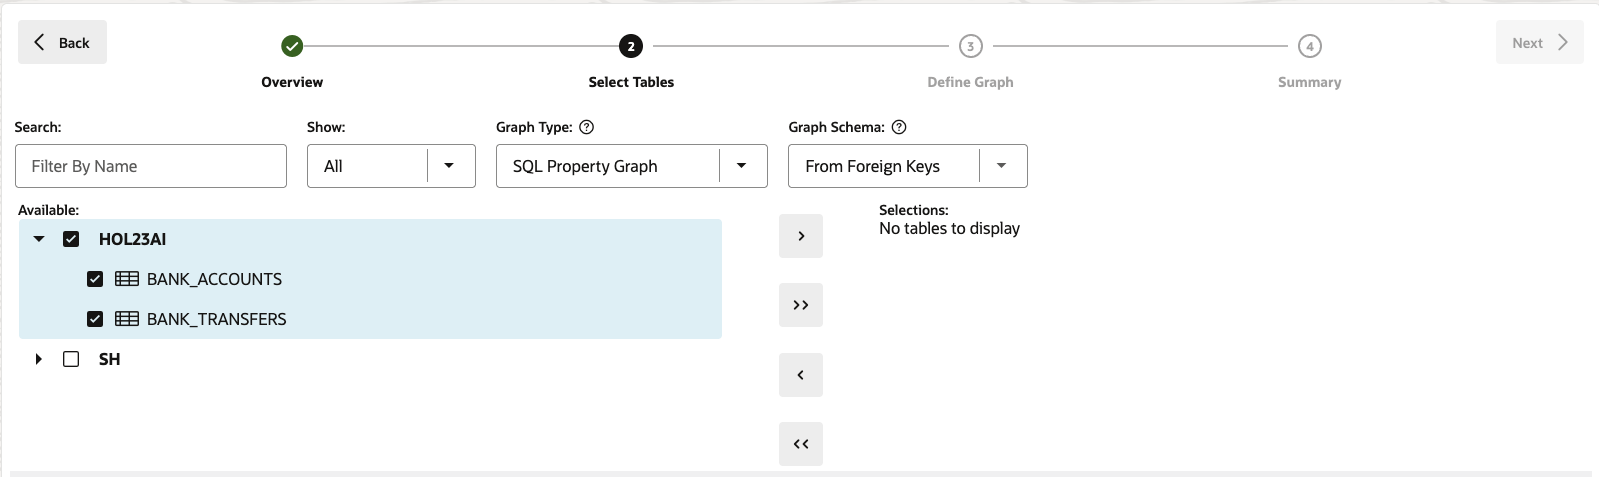 Back
2
3
4
Next
Overview
Select Tables
Define Graph
Summary
Search:
Show:
Graph Type: ?
Graph Schema: ?
Filter By Name
All
SQL Property Graph
From Foreign Keys
Available:
HOL23AI
BANK_ACCOUNTS
BANK_TRANSFERS
SH
>
>>
<
<<
Selections:
No tables to display